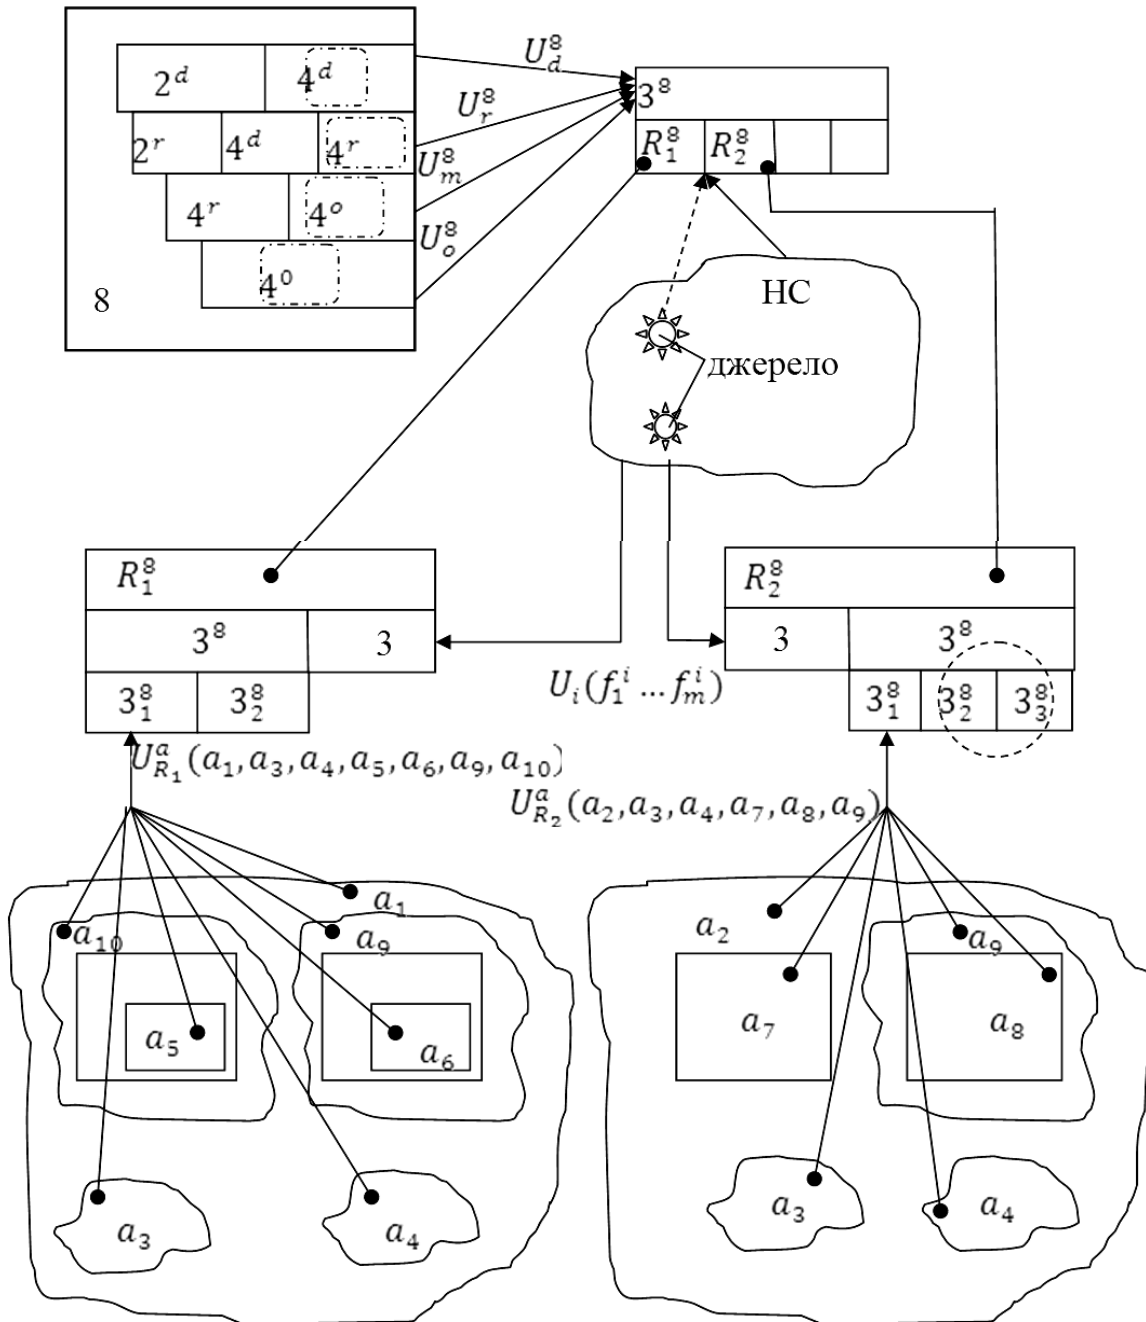 2^d 4^d
2^r 4^d 4^r
4^r 4^o
4^0
8
U_d^8
U_r^8
U_m^8
U_o^8
3^8
R_1^8 R_2^8
НС
джерело
R_1^8
3^8 3
3_1^8 3_2^8
R_2^8
3 3^8
3_1^8 3_2^8 3_3^8
U_i(f_1^i ... f_m^i)
U_{R_1}^a(a_1, a_3, a_4, a_5, a_6, a_9, a_{10})
U_{R_2}^a(a_2, a_3, a_4, a_7, a_8, a_9)
a_1
a_{10} a_9
a_5 a_6
a_3 a_4
a_2 a_9
a_7 a_8
a_3 a_4